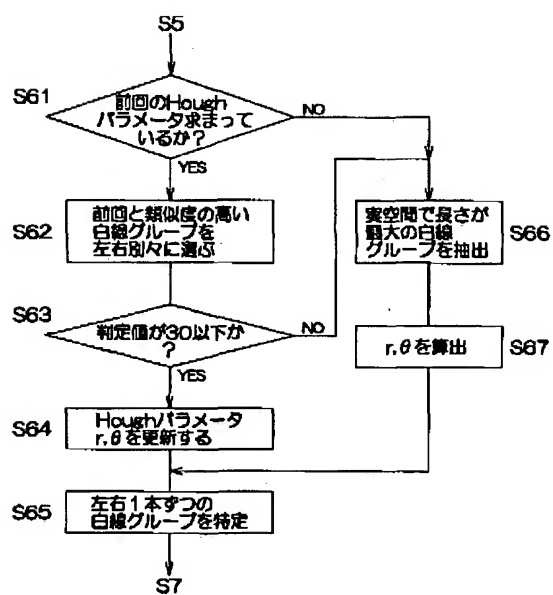 S5
S61
前回のHough
パラメータ求まって
いるか？
NO
YES
S62
前回と類似度の高い
白線グループを
左右別々に選ぶ
実空間で長さが
最大の白線
グループを抽出
S66
S63
判定値が30以下か
？
NO
YES
r.θを算出
S67
S64
Houghパラメータ
r.θを更新する
S65
左右1本ずつの
白線グループを特定
S7